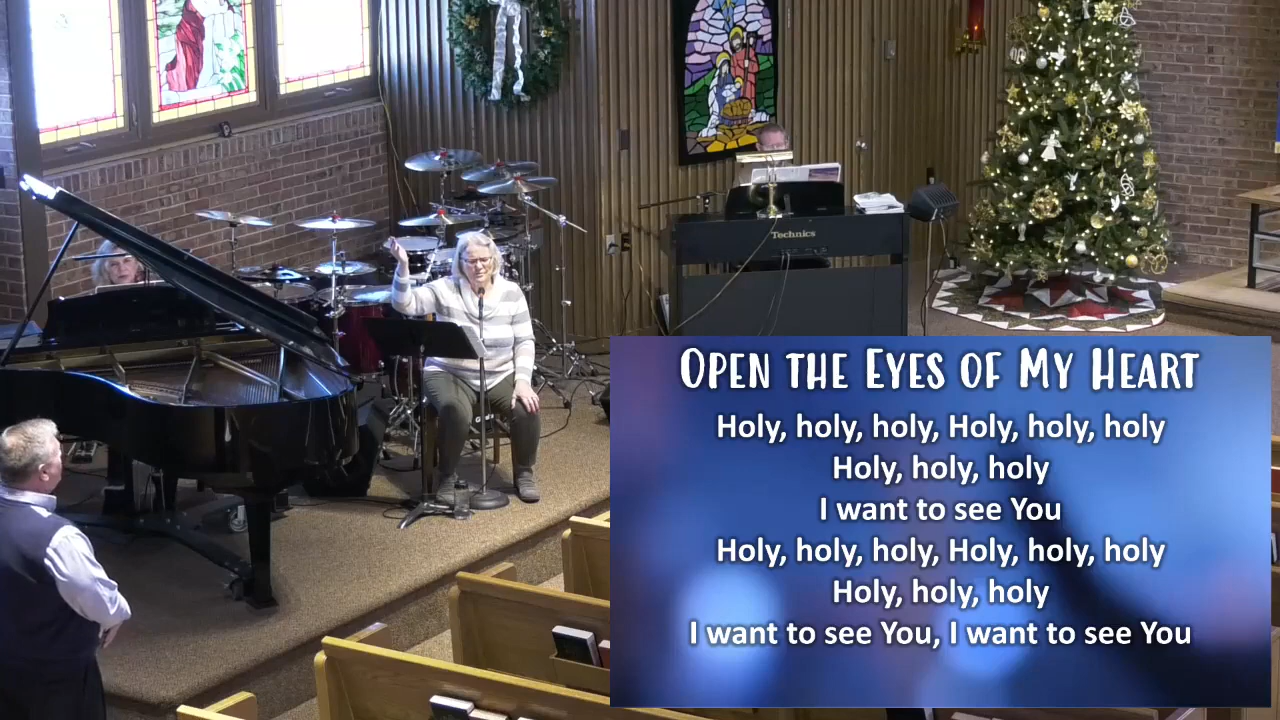 Technics
OPEN THE EYES OF MY HEART
Holy, holy, holy, Holy, holy, holy
Holy, holy, holy
I want to see You
Holy, holy, holy, Holy, holy, holy
Holy, holy, holy
I want to see You, I want to see You